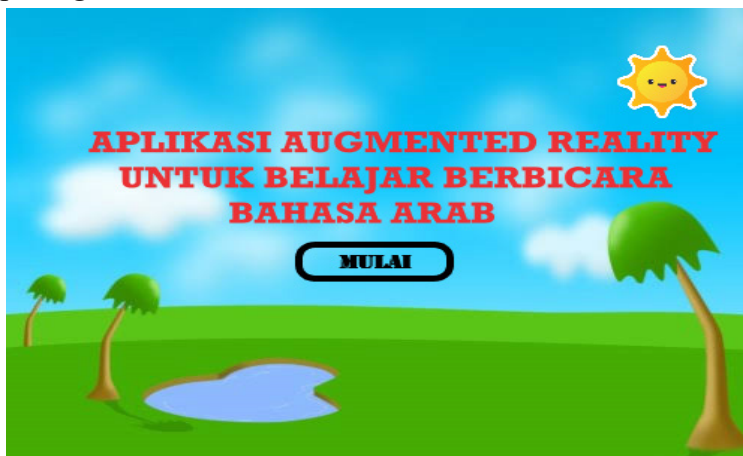 APLIKASI AUGMENTED REALITY
UNTUK BELAJAR BERBICARA
BAHASA ARAB
MULAI